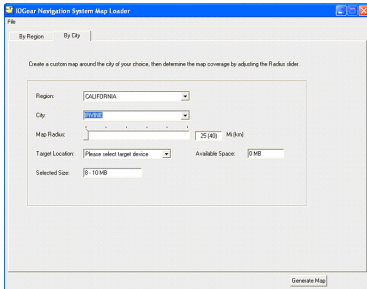 IOGear Navigation System Map Loader
File
By Region By City
Create a custom map around the city of your choice, then determine the map coverage by adjusting the Radius slider.
Region: CALIFORNIA
City: IRVINE
Map Radius: 25 (40) Mi (km)
Target Location: Please select target device Available Space: 0 MB
Selected Size: 8 - 10 MB
Generate Map